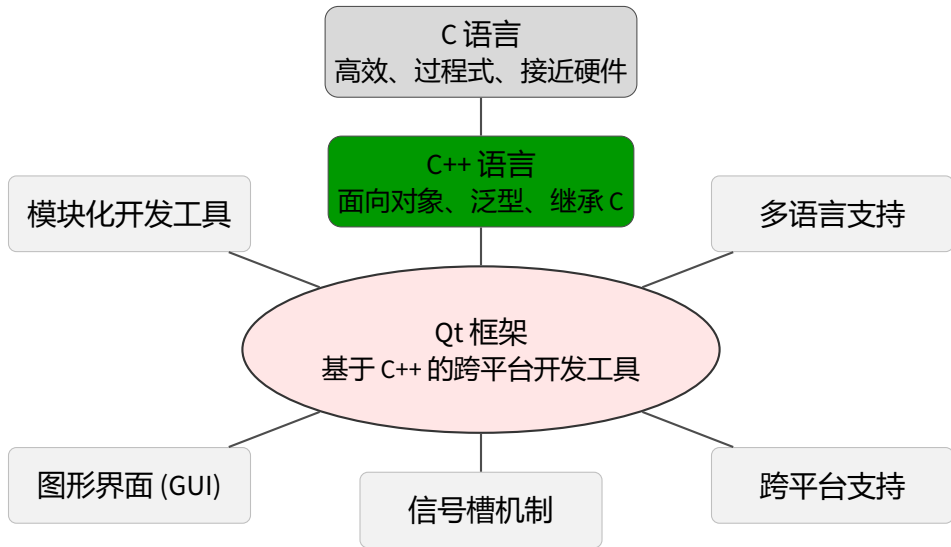 C 语言
高效、过程式、接近硬件
C++ 语言
面向对象、泛型、继承 C
模块化开发工具
多语言支持
Qt 框架
基于 C++ 的跨平台开发工具
图形界面 (GUI)
信号槽机制
跨平台支持